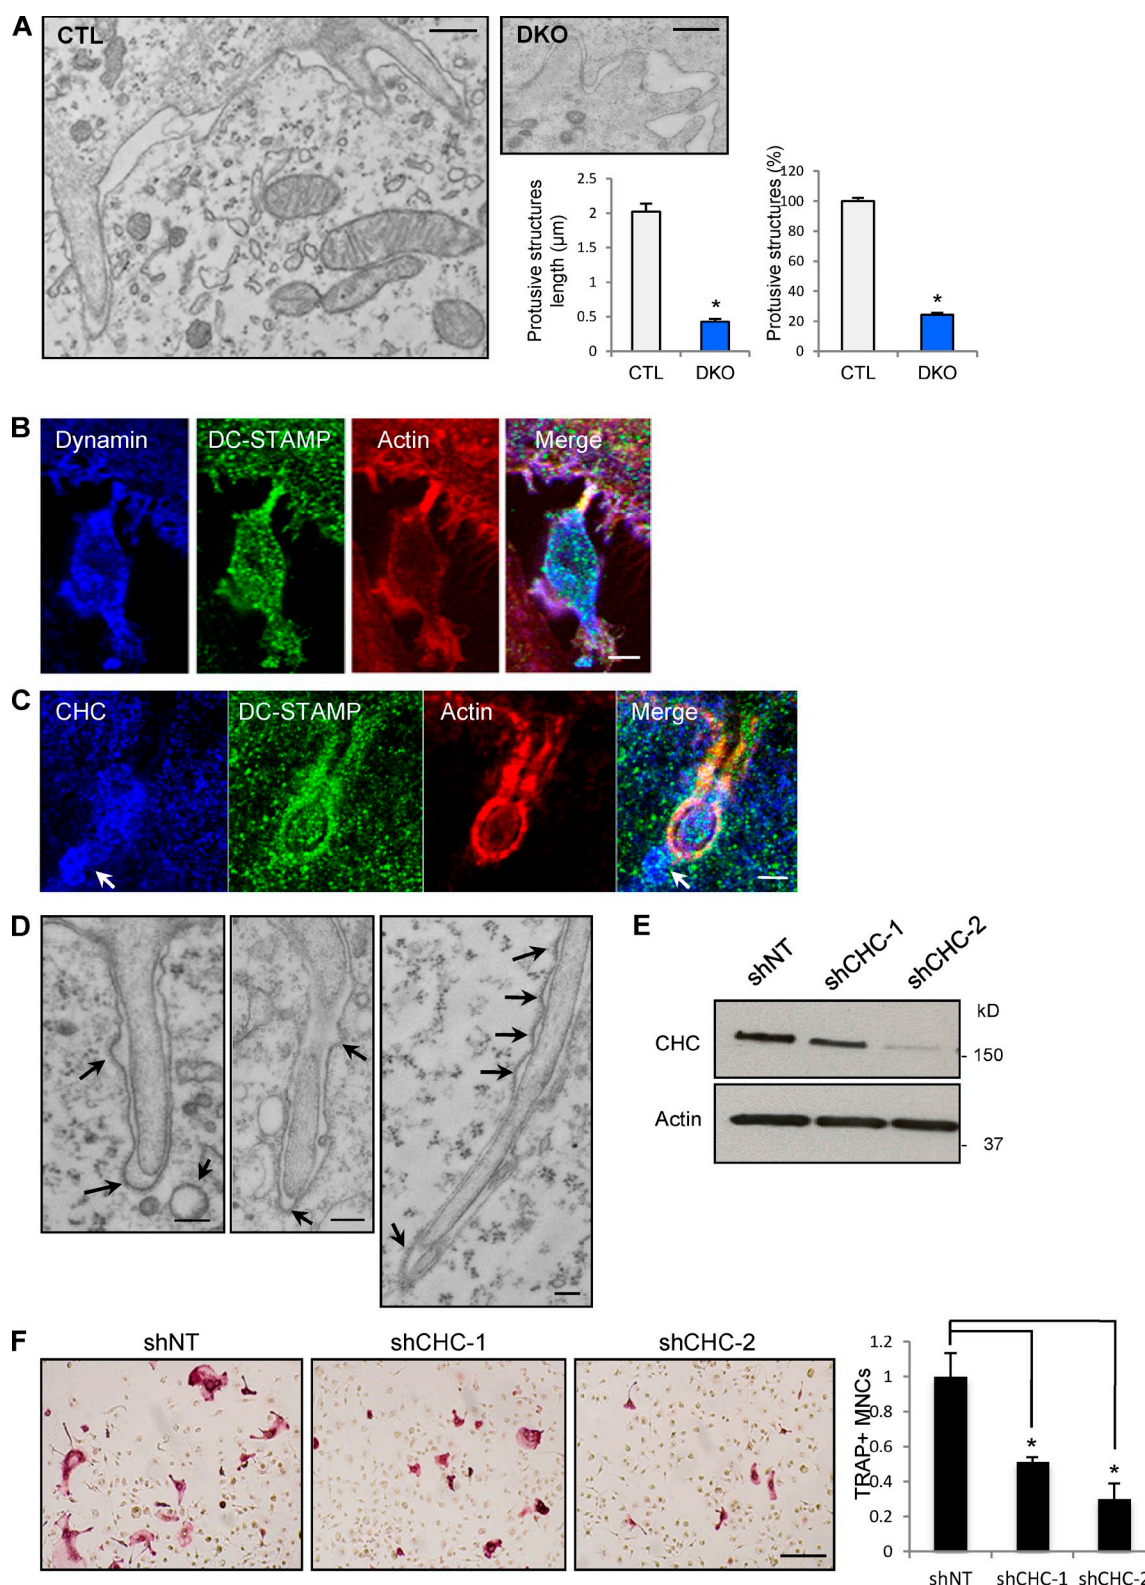 A
CTL
DKO
Protusive structures
length (µm)
2.5
2
1.5
1
0.5
0
*
CTL
DKO
Protusive structures (%)
120
100
80
60
40
20
0
*
CTL
DKO
B
Dynamin
DC-STAMP
Actin
Merge
C
CHC
DC-STAMP
Actin
Merge
D
E
shNT
shCHC-1
shCHC-2
kD
CHC
- 150
Actin
- 37
F
shNT
shCHC-1
shCHC-2
TRAP+ MNCs
1.2
1
0.8
0.6
0.4
0.2
0
*
*
shNT
shCHC-1
shCHC-2